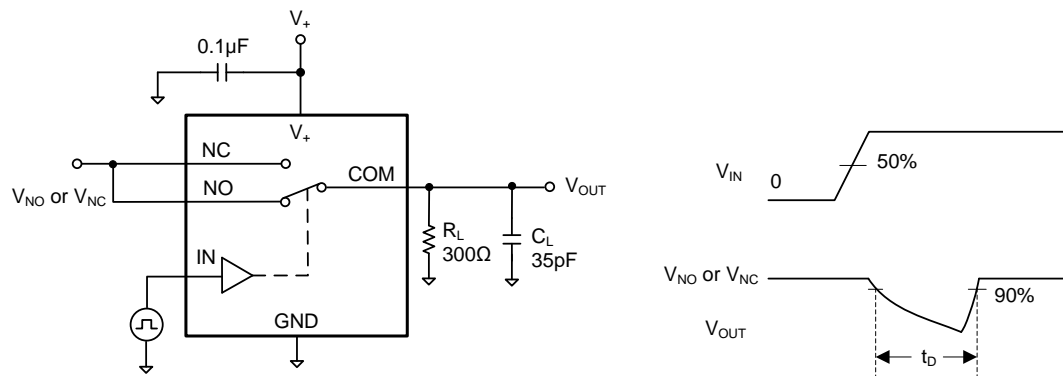 V+
0.1µF
V+
NC
COM
VOUT
NO
VNO or VNC
RL
300Ω
CL
35pF
IN
GND
VIN
0
50%
VNO or VNC
90%
VOUT
tD